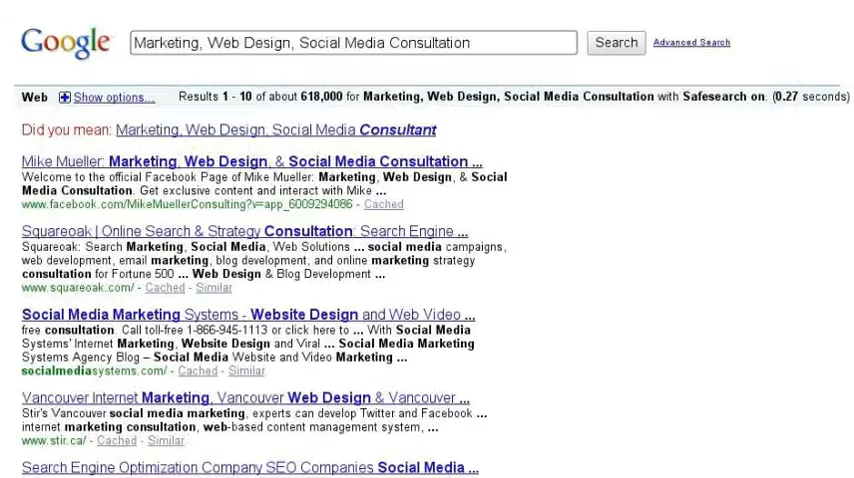 Google
Marketing, Web Design, Social Media Consultation
Search
Advanced Search
Web Show options... Results 1 - 10 of about 618,000 for Marketing, Web Design, Social Media Consultation with Safesearch on. (0.27 seconds)
Did you mean: Marketing, Web Design, Social Media Consultant
Mike Mueller: Marketing, Web Design, & Social Media Consultation ...
Welcome to the official Facebook Page of Mike Mueller: Marketing, Web Design, & Social
Media Consultation. Get exclusive content and interact with Mike ...
www.facebook.com/MikeMuellerConsulting?v=app_6009294086 - Cached
Squareoak | Online Search & Strategy Consultation: Search Engine ...
Squareoak: Search Marketing, Social Media, Web Solutions ... social media campaigns,
web development, email marketing, blog development, and online marketing strategy
consultation for Fortune 500 ... Web Design & Blog Development ...
www.squareoak.com/ - Cached - Similar
Social Media Marketing Systems - Website Design and Web Video ...
free consultation. Call toll-free 1-866-945-1113 or click here to ... With Social Media
Systems' Internet Marketing, Website Design and Viral ... Social Media Marketing
Systems Agency Blog – Social Media Website and Video Marketing ...
socialmediasystems.com/ - Cached - Similar
Vancouver Internet Marketing, Vancouver Web Design & Vancouver ...
Stir's Vancouver social media marketing, experts can develop Twitter and Facebook ...
internet marketing consultation, web-based content management system, ...
www.stir.ca/ - Cached - Similar
Search Engine Optimization Company SEO Companies Social Media ...